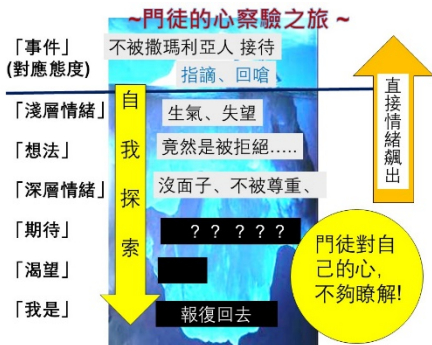 ~門徒的心察驗之旅~
「事件」
(對應態度)
不被撒瑪利亞人 接待
指謫、回嗆
「淺層情緒」
生氣、失望
「想法」
竟然是被拒絕.....
「深層情緒」
沒面子、不被尊重、
「期待」
？？？？？
「渴望」
「我是」
報復回去
自我探索
直接情緒飆出
門徒對自
己的心，
不夠瞭解!